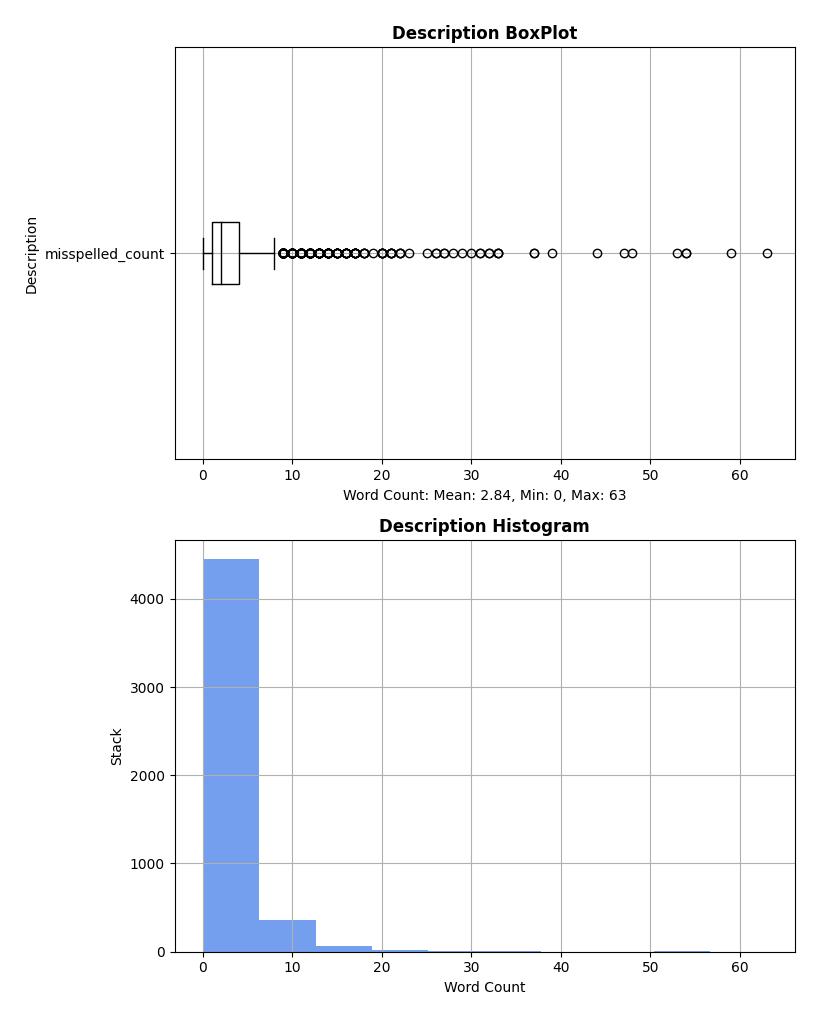 Description BoxPlot
Description
misspelled_count
0 10 20 30 40 50 60
Word Count: Mean: 2.84, Min: 0, Max: 63
Description Histogram
4000
3000
Stack
2000
1000
0
0 10 20 30 40 50 60
Word Count